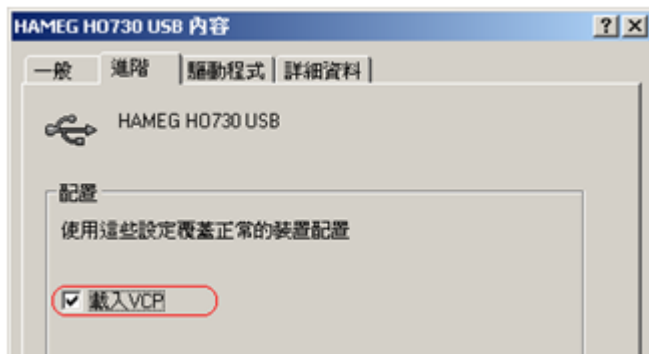 HAMEG HO730 USB 內容
一般 進階 驅動程式 詳細資料
HAMEG HO730 USB
配置
使用這些設定覆蓋正常的裝置配置
載入VCP